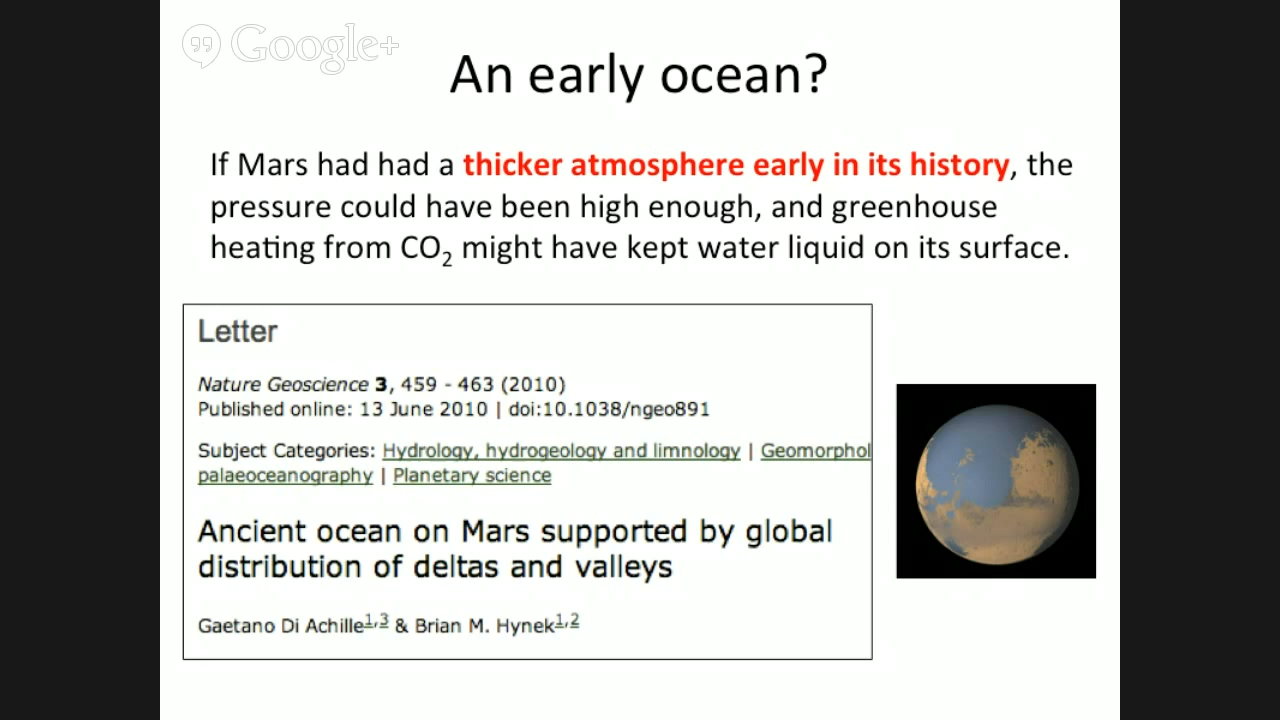 Google+
An early ocean?
If Mars had had a thicker atmosphere early in its history, the
pressure could have been high enough, and greenhouse
heating from CO₂ might have kept water liquid on its surface.
Letter
Nature Geoscience 3, 459 - 463 (2010)
Published online: 13 June 2010 | doi:10.1038/ngeo891
Subject Categories: Hydrology, hydrogeology and limnology | Geomorphol
palaeoceanography | Planetary science
Ancient ocean on Mars supported by global
distribution of deltas and valleys
Gaetano Di Achille1,3 & Brian M. Hynek1,2